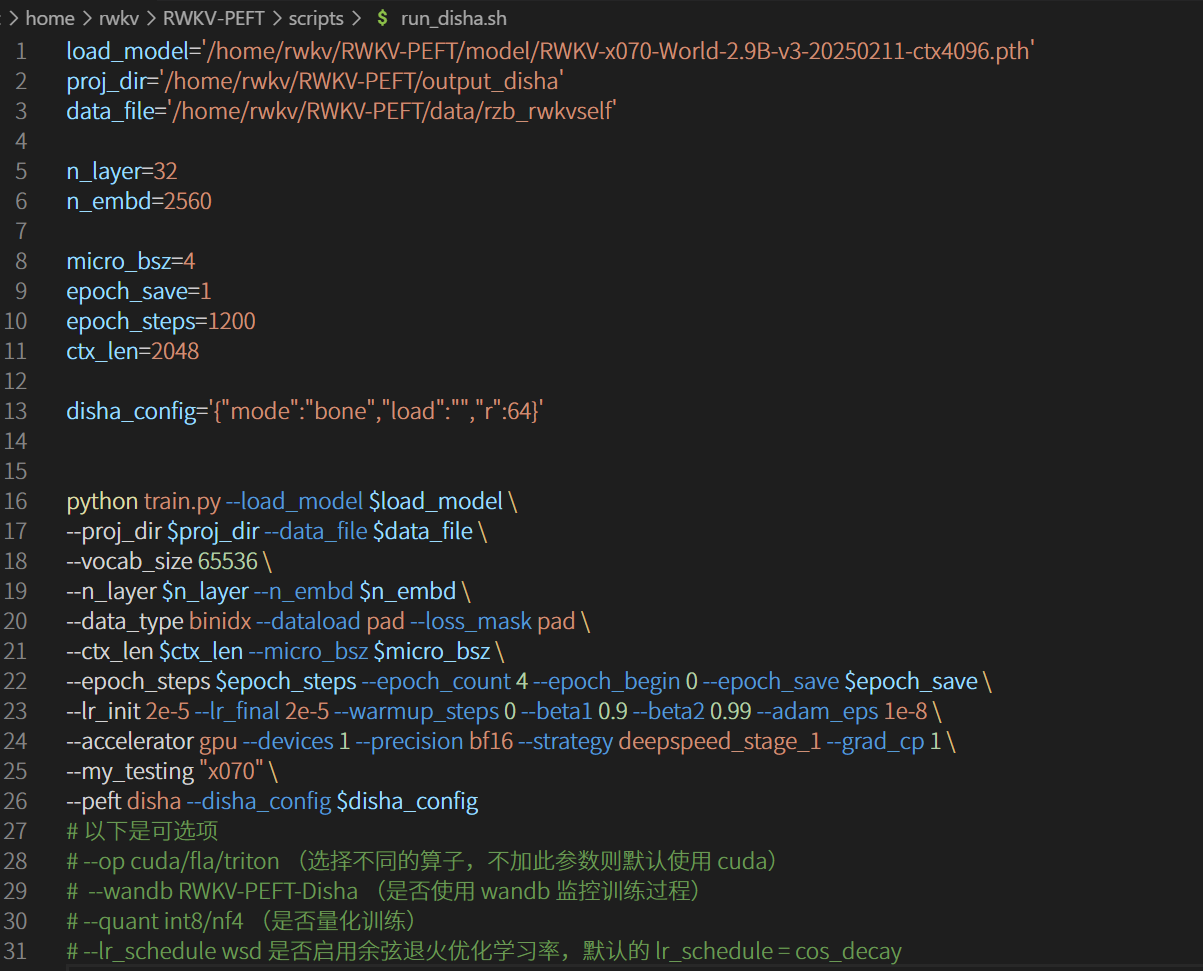 home > rwkv > RWKV-PEFT > scripts > $ run_disha.sh
1 load_model='/home/rwkv/RWKV-PEFT/model/RWKV-x070-World-2.9B-v3-20250211-ctx4096.pth'
2 proj_dir='/home/rwkv/RWKV-PEFT/output_disha'
3 data_file='/home/rwkv/RWKV-PEFT/data/rzb_rwkvself'
4
5 n_layer=32
6 n_embd=2560
7
8 micro_bsz=4
9 epoch_save=1
10 epoch_steps=1200
11 ctx_len=2048
12
13 disha_config='{"mode":"bone","load":"","r":64}'
14
15
16 python train.py --load_model $load_model \
17 --proj_dir $proj_dir --data_file $data_file \
18 --vocab_size 65536 \
19 --n_layer $n_layer --n_embd $n_embd \
20 --data_type binidx --dataload pad --loss_mask pad \
21 --ctx_len $ctx_len --micro_bsz $micro_bsz \
22 --epoch_steps $epoch_steps --epoch_count 4 --epoch_begin 0 --epoch_save $epoch_save \
23 --lr_init 2e-5 --lr_final 2e-5 --warmup_steps 0 --beta1 0.9 --beta2 0.99 --adam_eps 1e-8 \
24 --accelerator gpu --devices 1 --precision bf16 --strategy deepspeed_stage_1 --grad_cp 1 \
25 --my_testing "x070" \
26 --peft disha --disha_config $disha_config
27 # 以下是可选项
28 # --op cuda/fla/triton （选择不同的算子，不加此参数则默认使用 cuda）
29 #  --wandb RWKV-PEFT-Disha （是否使用 wandb 监控训练过程）
30 # --quant int8/nf4 （是否量化训练）
31 # --lr_schedule wsd 是否启用余弦退火优化学习率，默认的 lr_schedule = cos_decay